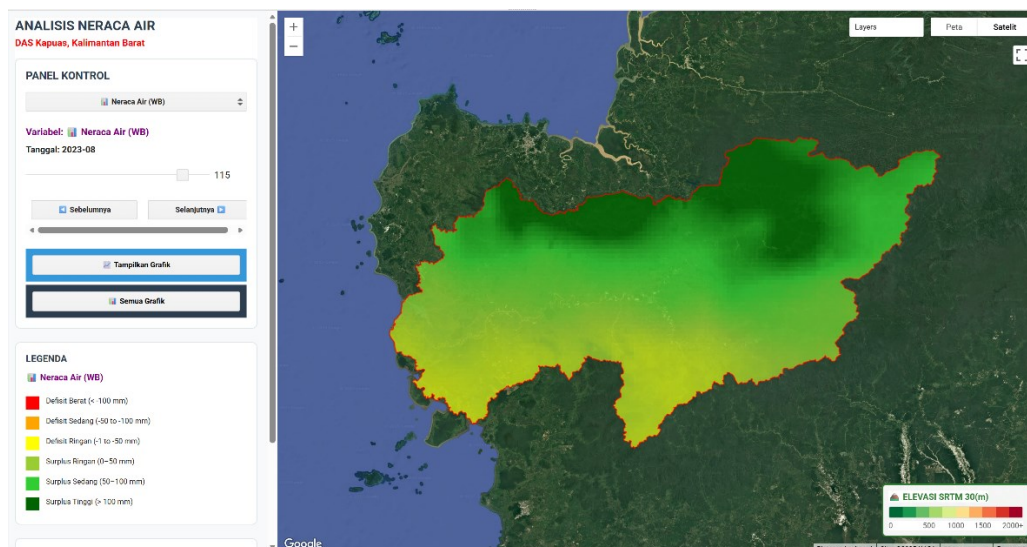 ANALISIS NERACA AIR
DAS Kapuas, Kalimantan Barat
PANEL KONTROL
Neraca Air (WB)
Variabel: Neraca Air (WB)
Tanggal: 2023-08
115
Sebelumnya
Selanjutnya
Tampilkan Grafik
Semua Grafik
LEGENDA
Neraca Air (WB)
Defisit Berat (< -100 mm)
Defisit Sedang (-50 to -100 mm)
Defisit Ringan (-1 to -50 mm)
Surplus Ringan (0–50 mm)
Surplus Sedang (50–100 mm)
Surplus Tinggi (> 100 mm)
+
−
Layers
Peta
Satelit
ELEVASI SRTM 30(m)
0 500 1000 1500 2000+
Google